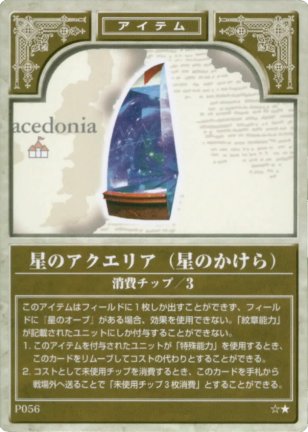 アイテム
acedonia
星のアクエリア（星のかけら）
消費チップ/3
このアイテムはフィールドに1枚しか出すことができず、フィー
ルドに『星のオーブ』がある場合、効果を使用できない。「紋章能力」
が記載されたユニットにしか付与することができない。
1. このアイテムを付与されたユニットが「特殊能力」を使用するとき、
このカードをリムーブしてコストの代わりとすることができる。
2. コストとして未使用チップを消費するとき、このカードを手札から
戦場外へ送ることで「未使用チップ3枚消費」とすることができる。
P056
☆★